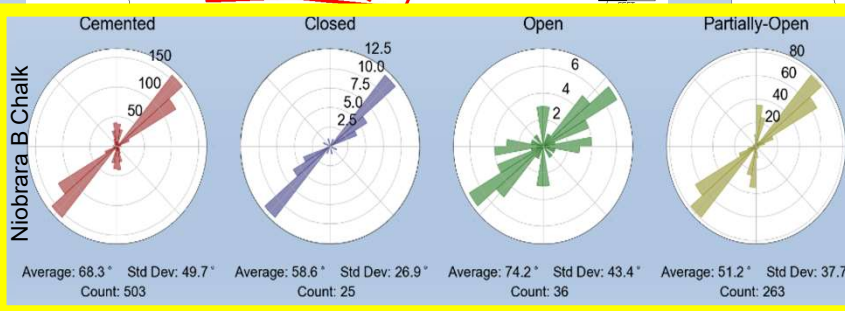 Cemented
Closed
Open
Partially-Open
Niobrara B Chalk
150
100
50
12.5
10.0
7.5
5.0
2.5
6
4
2
80
60
40
20
Average: 68.3° Std Dev: 49.7°
Count: 503
Average: 58.6° Std Dev: 26.9°
Count: 25
Average: 74.2° Std Dev: 43.4°
Count: 36
Average: 51.2° Std Dev: 37.7
Count: 263